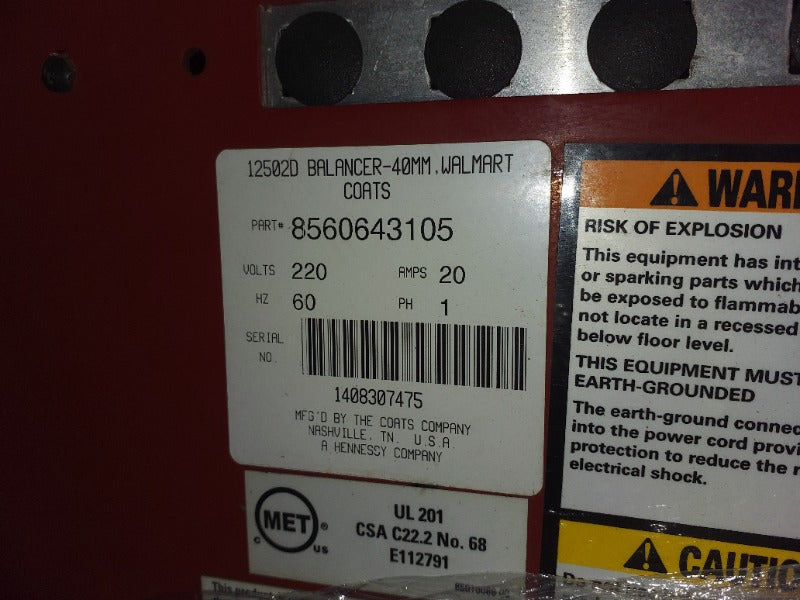 12502D BALANCER-40MM,WALMART
COATS
PART# 8560643105
VOLTS 220 AMPS 20
HZ 60 PH 1
SERIAL
NO.
1408307475
MFG'D BY THE COATS COMPANY
NASHVILLE, TN. U.S.A.
A HENNESSY COMPANY
C MET ® US
UL 201
CSA C22.2 No. 68
E112791
This
WAR
RISK OF EXPLOSION
This equipment has int
or sparking parts which
be exposed to flammab
not locate in a recessed
below floor level.
THIS EQUIPMENT MUST
EARTH-GROUNDED
The earth-ground connec
into the power cord provi
protection to reduce the r
electrical shock.
CAUTIO
Do not